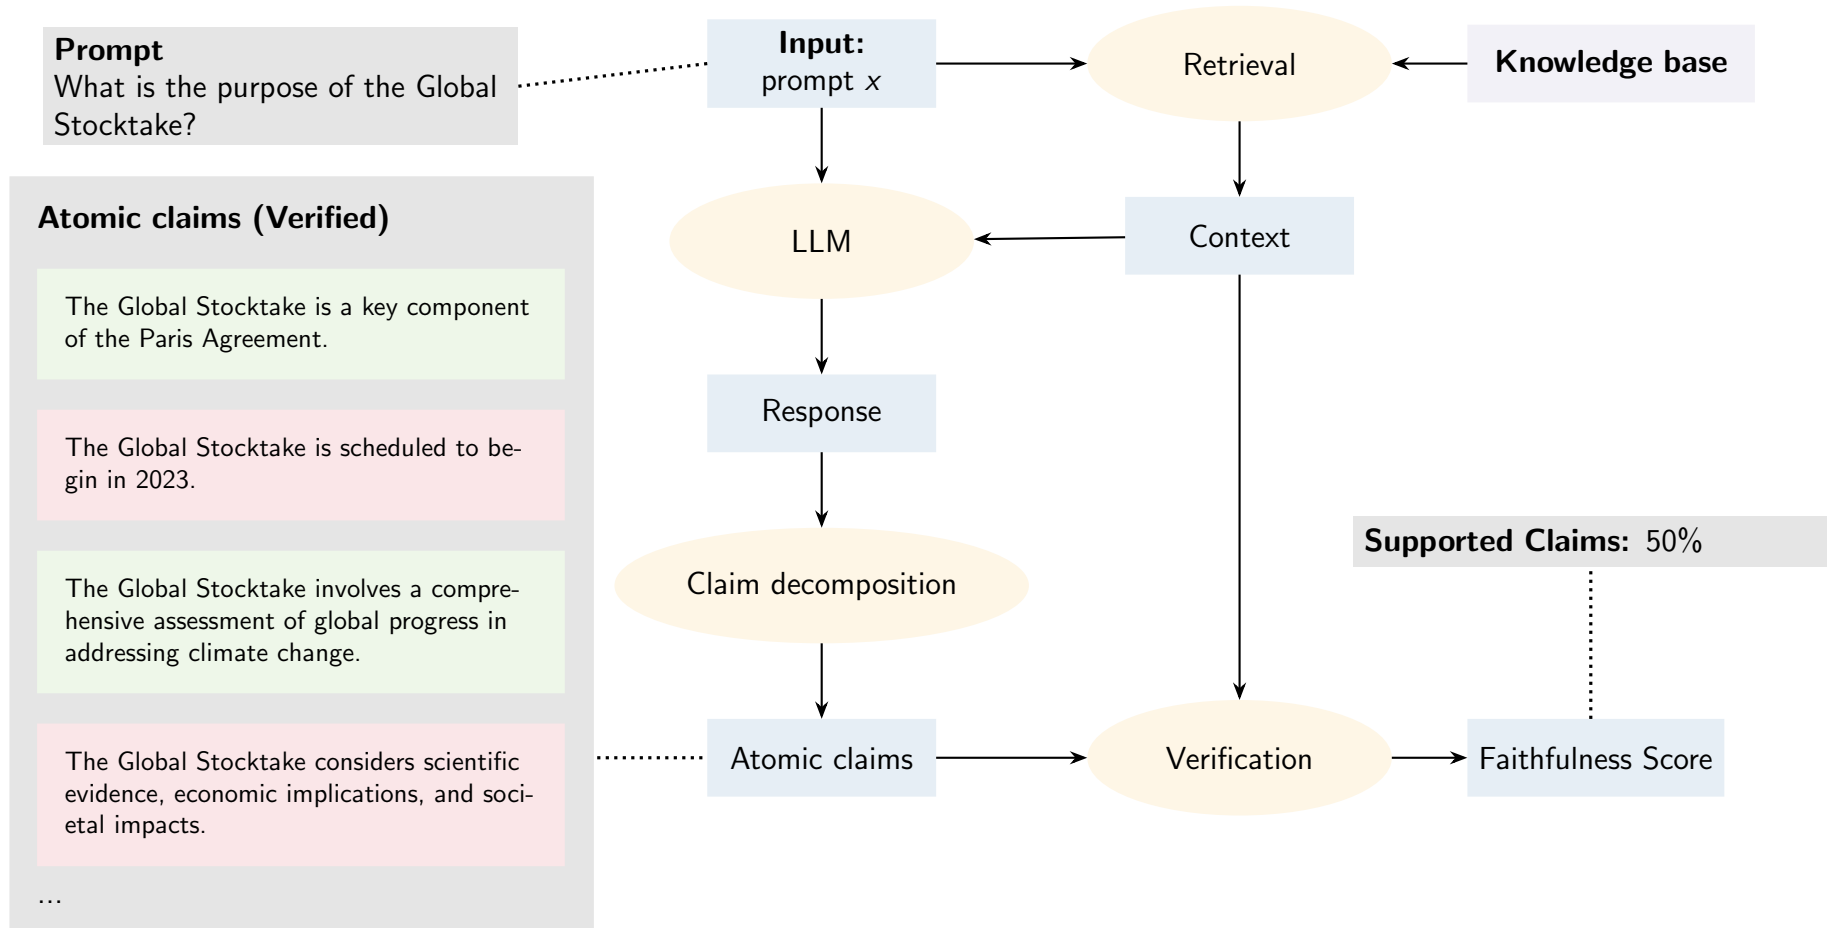 Prompt
What is the purpose of the Global
Stocktake?
Input:
prompt x
Retrieval
Knowledge base
Atomic claims (Verified)
The Global Stocktake is a key component
of the Paris Agreement.
The Global Stocktake is scheduled to be-
gin in 2023.
The Global Stocktake involves a compre-
hensive assessment of global progress in
addressing climate change.
The Global Stocktake considers scientific
evidence, economic implications, and soci-
etal impacts.
...
LLM
Context
Response
Claim decomposition
Supported Claims: 50%
Atomic claims
Verification
Faithfulness Score